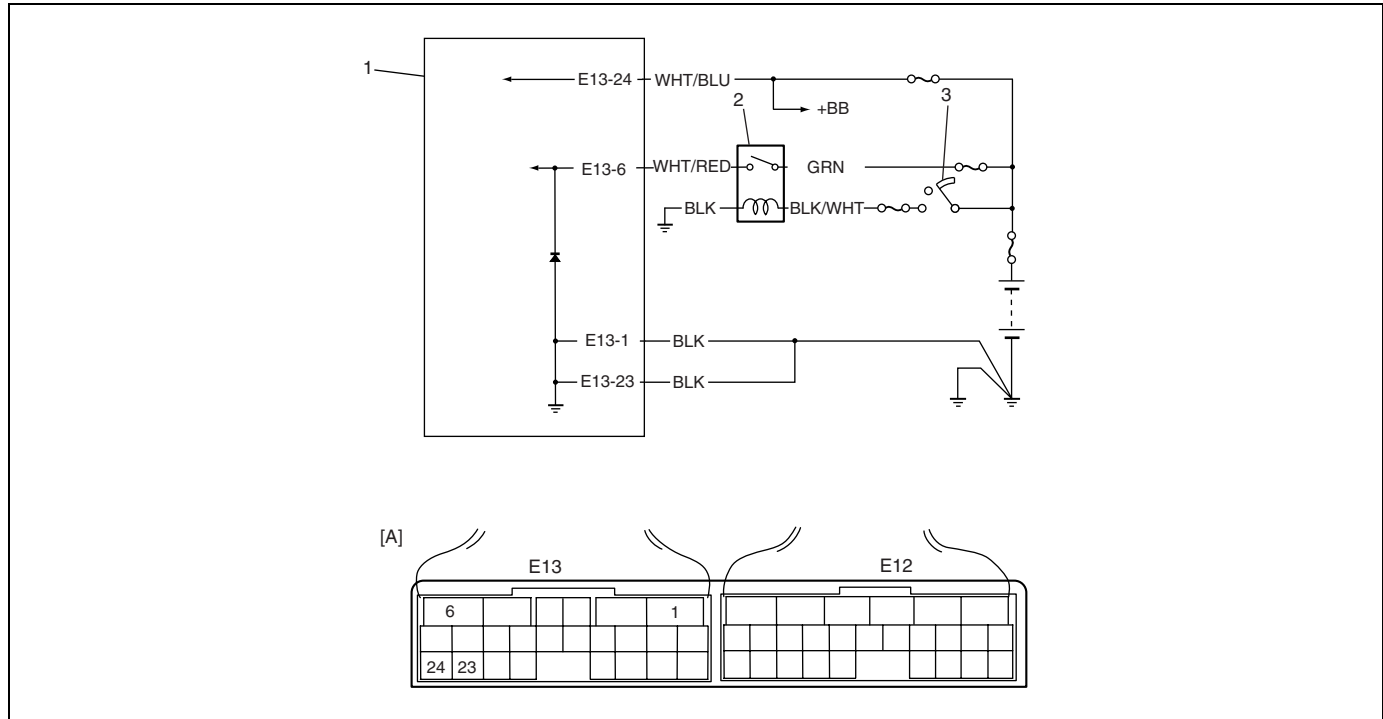 1
E13-24 WHT/BLU
2
3
+BB
E13-6 WHT/RED GRN
BLK BLK/WHT
E13-1 BLK
E13-23 BLK
[A]
E13 E12
6 1
24 23